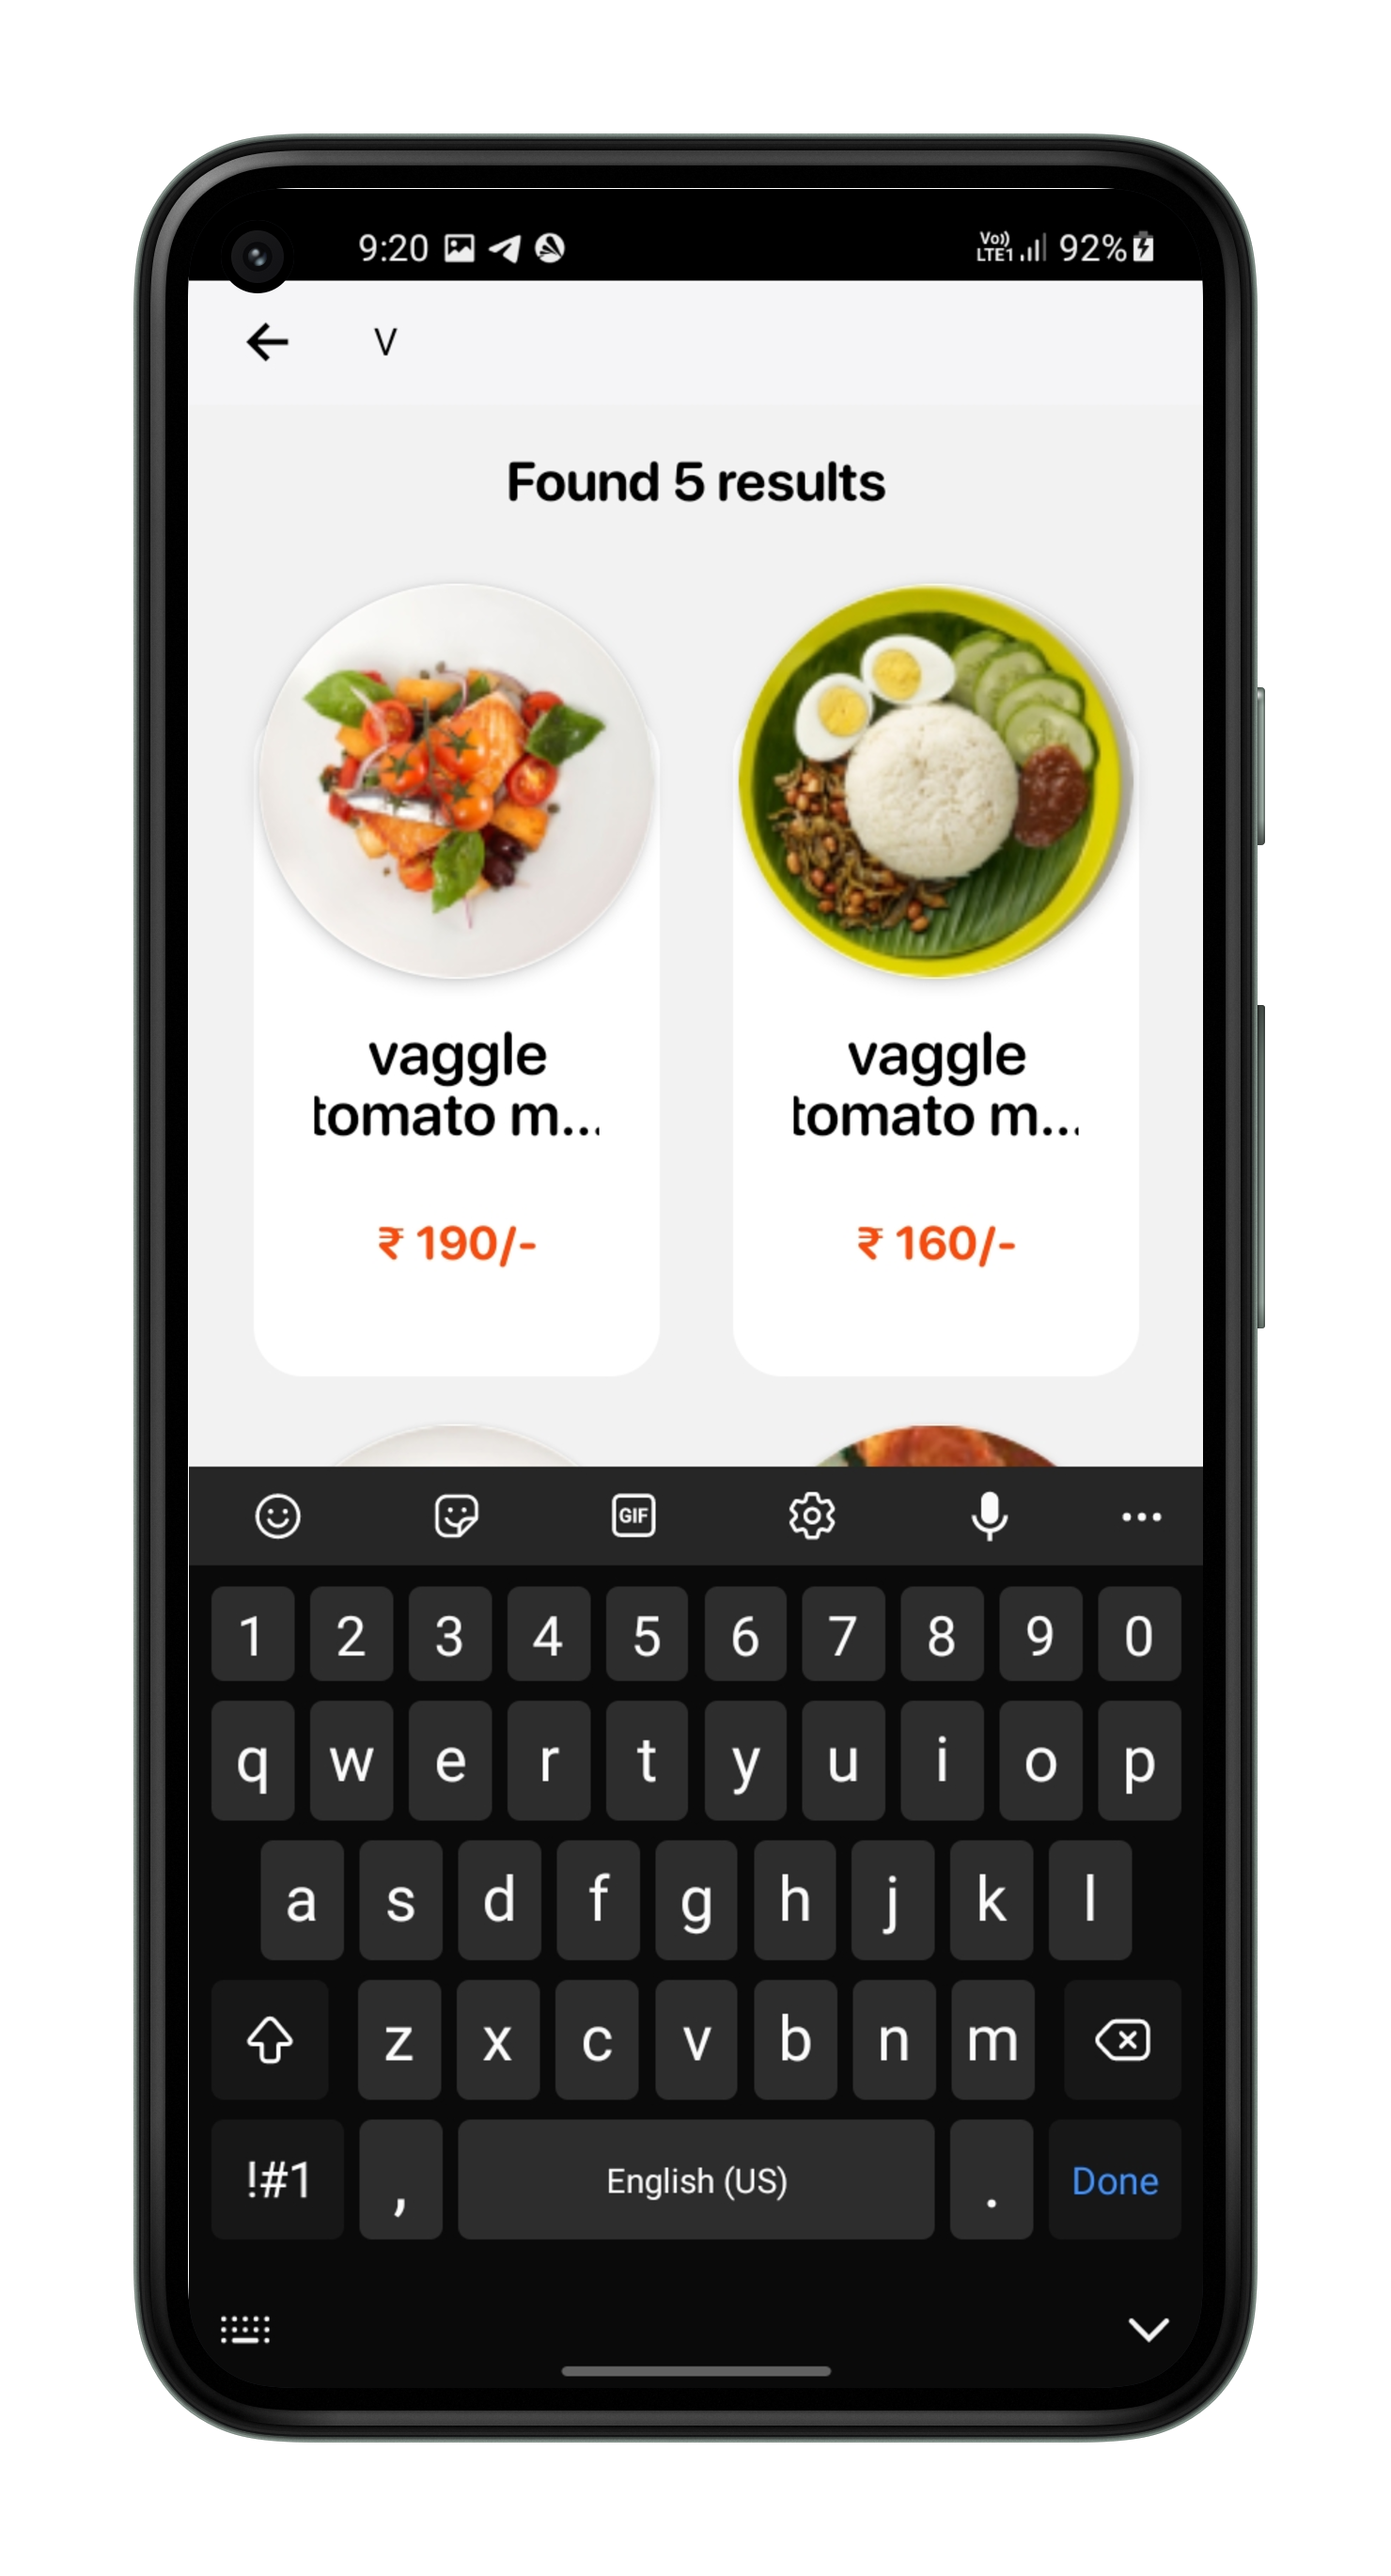 9:20 Vo)) LTE1 92%
V
Found 5 results
vaggle
tomato m...
₹ 190/-
vaggle
tomato m...
₹ 160/-
GIF
1 2 3 4 5 6 7 8 9 0
q w e r t y u i o p
a s d f g h j k l
z x c v b n m
!#1 , English (US) . Done